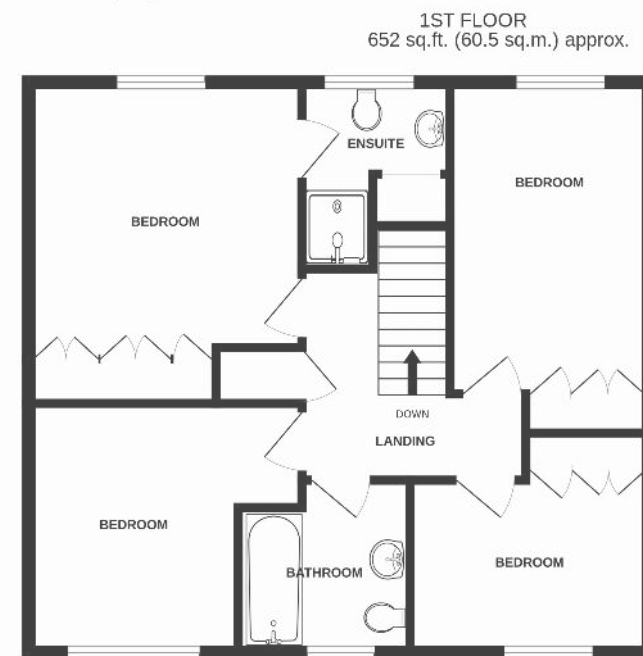 1ST FLOOR
652 sq.ft. (60.5 sq.m.) approx.
ENSUITE
BEDROOM
BEDROOM
DOWN
LANDING
BEDROOM
BEDROOM
BATHROOM